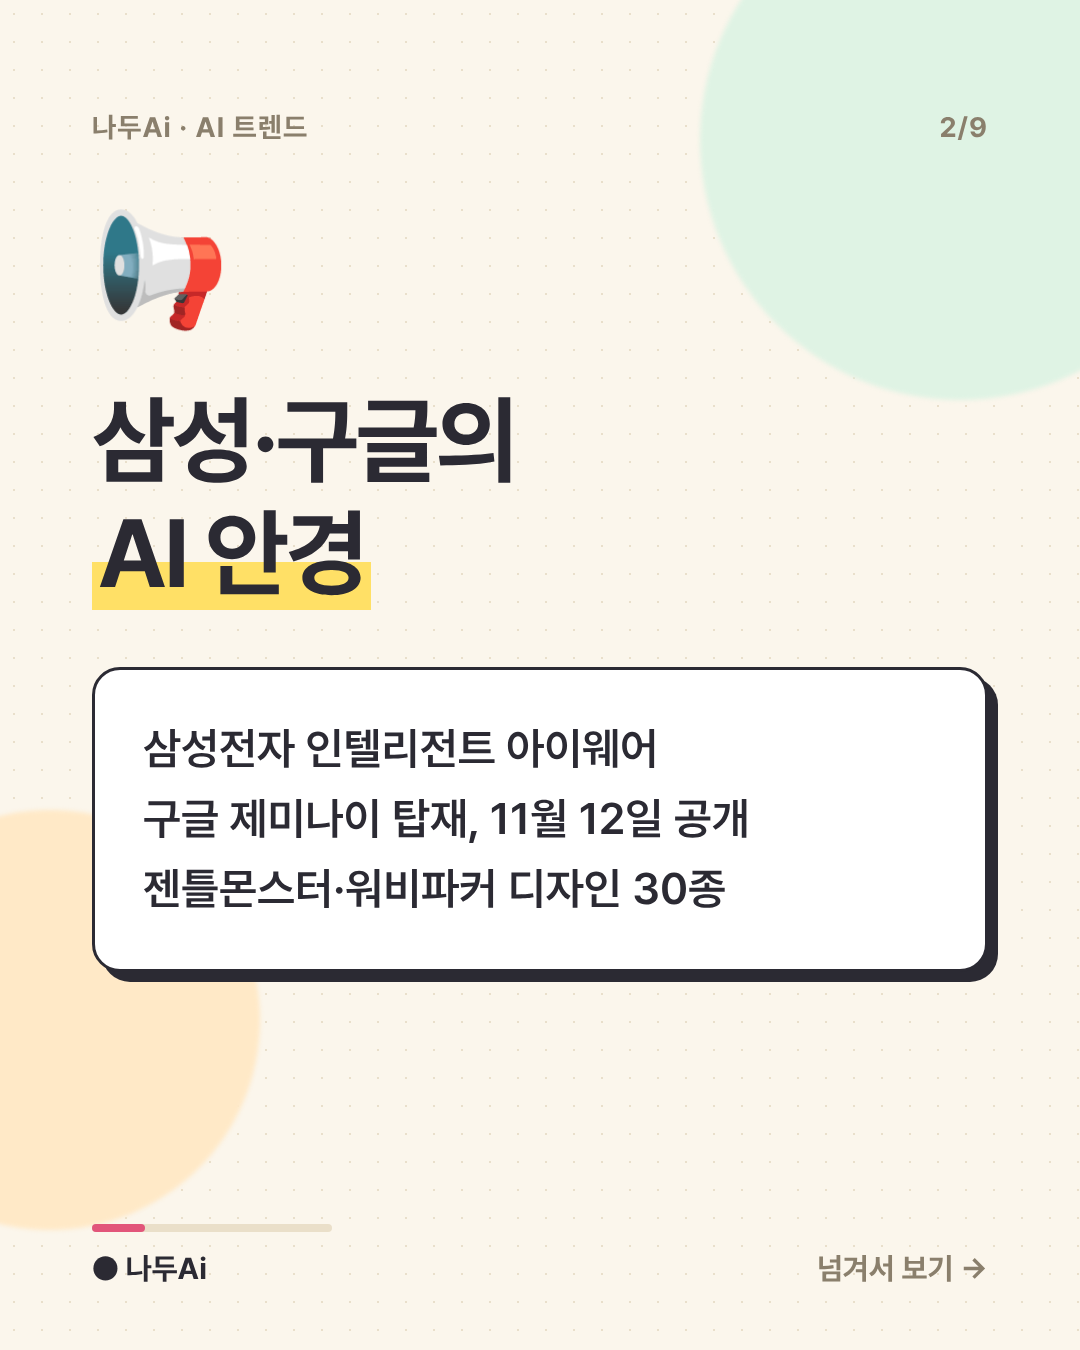 나두Ai · AI 트렌드
2/9
삼성·구글의
AI 안경
삼성전자 인텔리전트 아이웨어
구글 제미나이 탑재, 11월 12일 공개
젠틀몬스터·워비파커 디자인 30종
나두Ai
넘겨서 보기 →